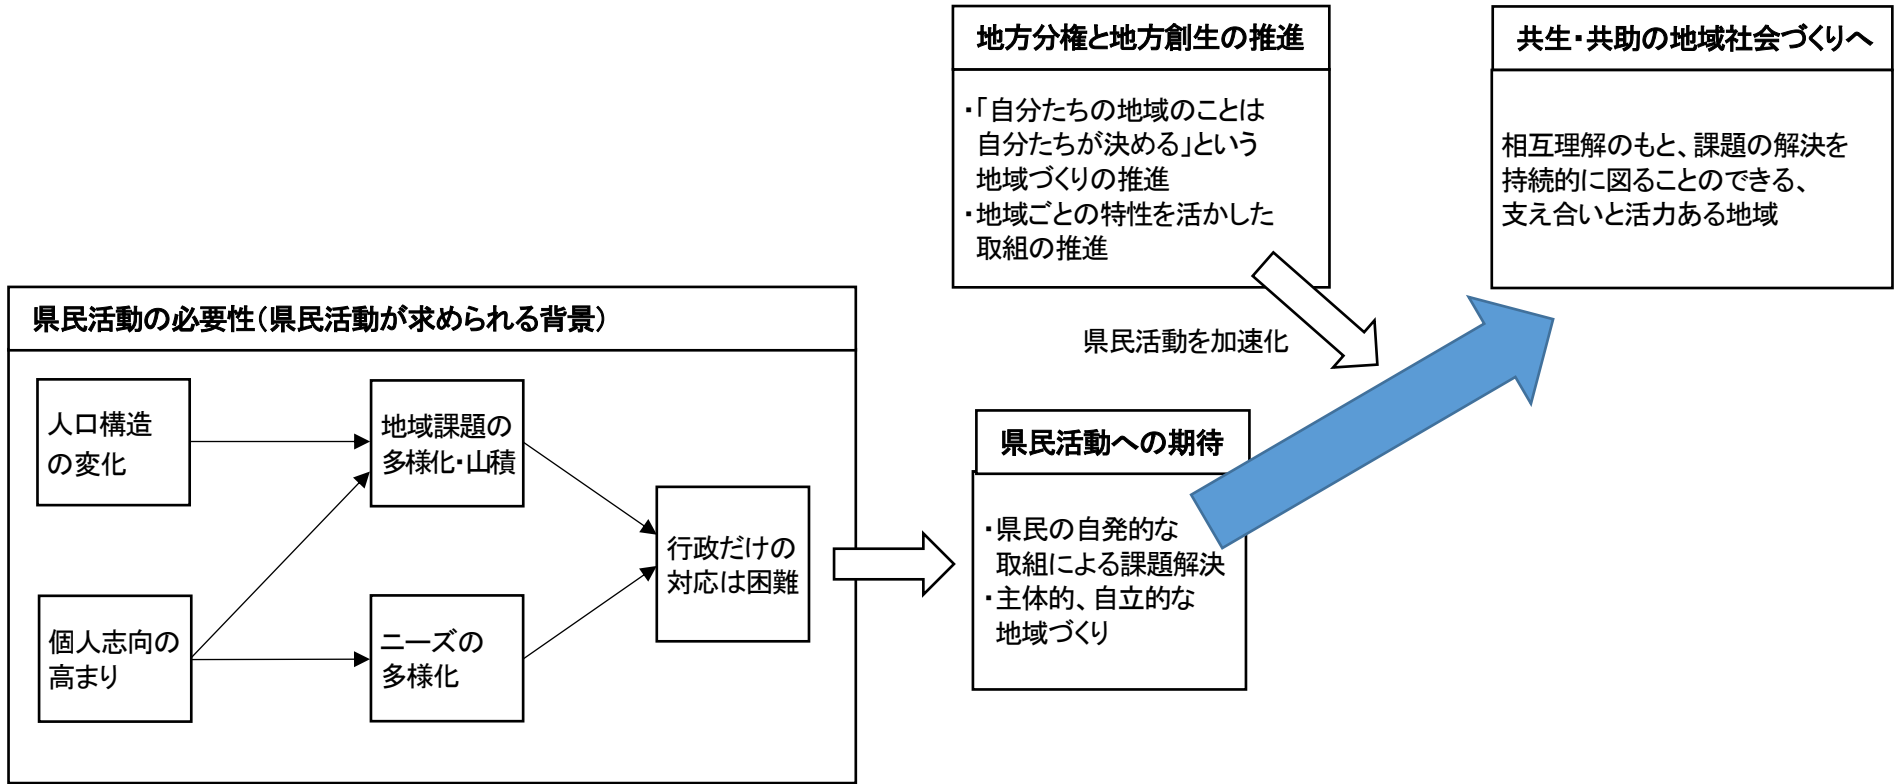 地方分権と地方創生の推進
・「自分たちの地域のことは
自分たちが決める」という
地域づくりの推進
・地域ごとの特性を活かした
取組の推進
共生・共助の地域社会づくりへ
相互理解のもと、課題の解決を
持続的に図ることのできる、
支え合いと活力ある地域
県民活動の必要性(県民活動が求められる背景)
人口構造
の変化
地域課題の
多様化・山積
個人志向の
高まり
ニーズの
多様化
行政だけの
対応は困難
県民活動を加速化
県民活動への期待
・県民の自発的な
取組による課題解決
・主体的、自立的な
地域づくり